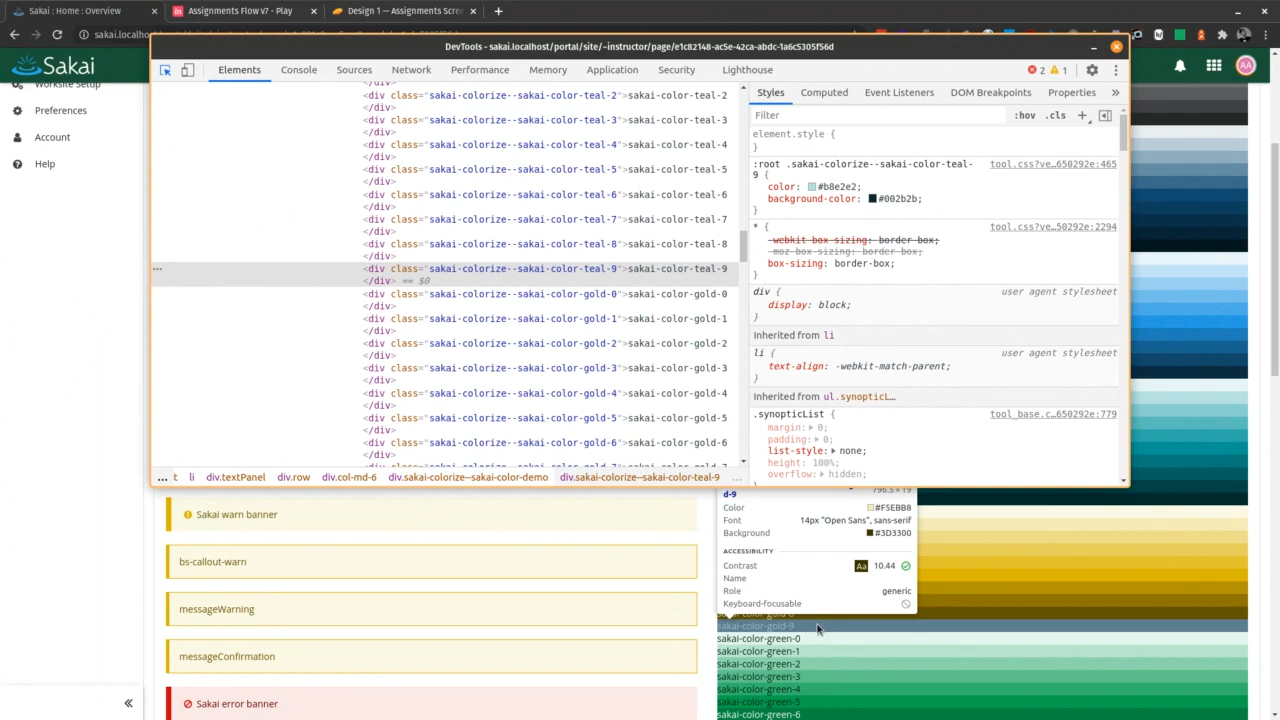 Sakai : Home : Overview
Assignments Flow v7 - Play
Design 1 — Assignments Scre
sakai.localho
DevTools - sakai.localhost/portal/site/~instructor/page/e1c82148-ac5e-42ca-abdc-1a6c5305f56d
Sakai
AA
Worksite Setup
Preferences
Account
Help
Elements
Console
Sources
Network
Performance
Memory
Application
Security
Lighthouse
2
1
</div>
<div class="sakai-colorize--sakai-color-teal-2">sakai-color-teal-2
</div>
<div class="sakai-colorize--sakai-color-teal-3">sakai-color-teal-3
</div>
<div class="sakai-colorize--sakai-color-teal-4">sakai-color-teal-4
</div>
<div class="sakai-colorize--sakai-color-teal-5">sakai-color-teal-5
</div>
<div class="sakai-colorize--sakai-color-teal-6">sakai-color-teal-6
</div>
<div class="sakai-colorize--sakai-color-teal-7">sakai-color-teal-7
</div>
<div class="sakai-colorize--sakai-color-teal-8">sakai-color-teal-8
</div>
<div class="sakai-colorize--sakai-color-teal-9">sakai-color-teal-9
</div> == $0
<div class="sakai-colorize--sakai-color-gold-0">sakai-color-gold-0
</div>
<div class="sakai-colorize--sakai-color-gold-1">sakai-color-gold-1
</div>
<div class="sakai-colorize--sakai-color-gold-2">sakai-color-gold-2
</div>
<div class="sakai-colorize--sakai-color-gold-3">sakai-color-gold-3
</div>
<div class="sakai-colorize--sakai-color-gold-4">sakai-color-gold-4
</div>
<div class="sakai-colorize--sakai-color-gold-5">sakai-color-gold-5
</div>
<div class="sakai-colorize--sakai-color-gold-6">sakai-color-gold-6
</div>
... t li div.textPanel div.row div.col-md-6 div.sakai-colorize--sakai-color-demo div.sakai-colorize--sakai-color-teal-9 ...
Styles
Computed
Event Listeners
DOM Breakpoints
Properties
Filter
:hov .cls
element.style {
}
:root .sakai-colorize--sakai-color-teal- tool.css?ve…650292e:465
9 {
color: #b8e2e2;
background-color: #002b2b;
}
* { tool.css?ve…50292e:2294
-webkit-box-sizing: border-box;
-moz-box-sizing: border-box;
box-sizing: border-box;
}
div { user agent stylesheet
display: block;
}
Inherited from li
li { user agent stylesheet
text-align: -webkit-match-parent;
}
Inherited from ul.synopticL…
.synopticList { tool_base.c…650292e:779
margin: 0;
padding: 0;
list-style: none;
height: 100%;
overflow: hidden;
Sakai warn banner
bs-callout-warn
messageWarning
messageConfirmation
Sakai error banner
d-9
796.5×19
Color #F5EBB8
Font 14px "Open Sans", sans-serif
Background #3D3300
ACCESSIBILITY
Contrast Aa 10.44
Name
Role generic
Keyboard-focusable
sakai-color-gold-9
sakai-color-green-0
sakai-color-green-1
sakai-color-green-2
sakai-color-green-3
sakai-color-green-4
sakai-color-green-5
sakai-color-green-6